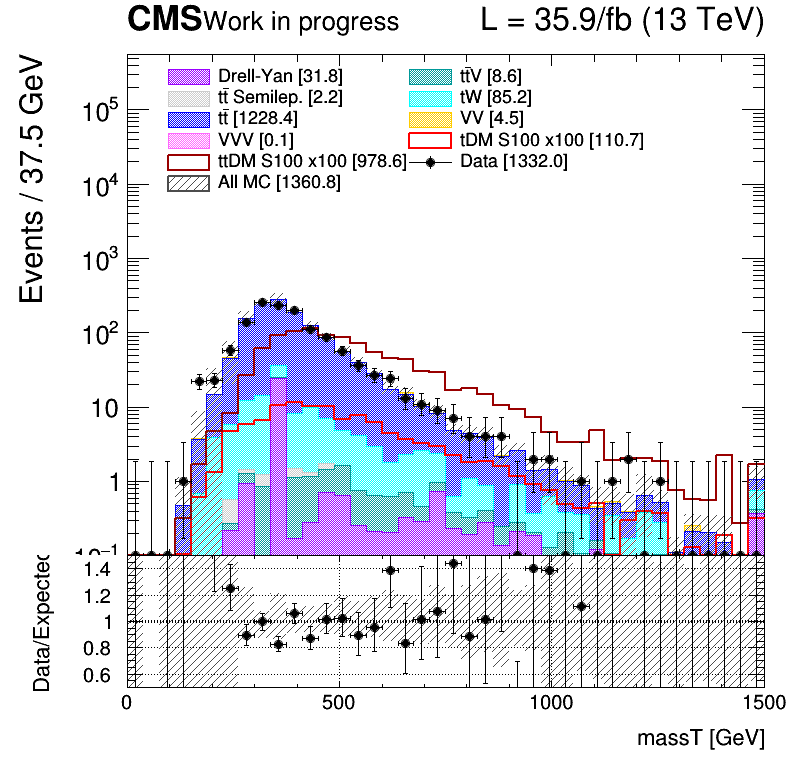 CMS Work in progress L = 35.9/fb (13 TeV)
Events / 37.5 GeV
Drell-Yan [31.8] tt̄V [8.6]
tt̄ Semilep. [2.2] tW [85.2]
tt̄ [1228.4] VV [4.5]
VVV [0.1] tDM S100 x100 [110.7]
ttDM S100 x100 [978.6] Data [1332.0]
All MC [1360.8]
10⁵
10⁴
10³
10²
10
1
10⁻¹
Data/Expected
1.4
1.2
1
0.8
0.6
0 500 1000 1500
massT [GeV]